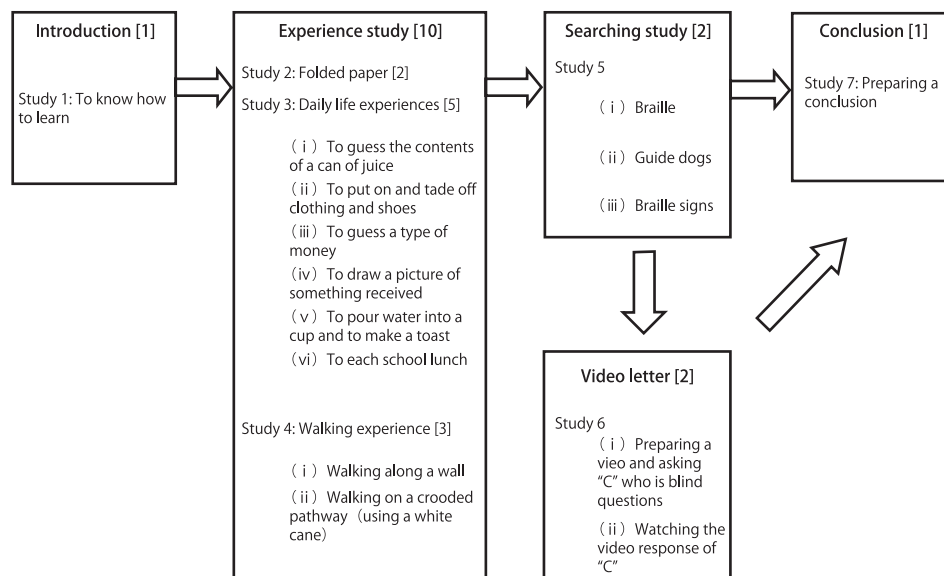 Introduction [1]
Study 1: To know how
to learn
Experience study [10]
Study 2: Folded paper [2]
Study 3: Daily life experiences [5]
(ⅰ) To guess the contents
of a can of juice
(ⅱ) To put on and tade off
clothing and shoes
(ⅲ) To guess a type of
money
(ⅳ) To draw a picture of
something received
(ⅴ) To pour water into a
cup and to make a toast
(ⅵ) To each school lunch
Study 4: Walking experience [3]
(ⅰ) Walking along a wall
(ⅱ) Walking on a crooded
pathway (using a white
cane)
Searching study [2]
Study 5
(ⅰ) Braille
(ⅱ) Guide dogs
(ⅲ) Braille signs
Video letter [2]
Study 6
(ⅰ) Preparing a
vieo and asking
“C” who is blind
questions
(ⅱ) Watching the
video response of
“C”
Conclusion [1]
Study 7: Preparing a
conclusion